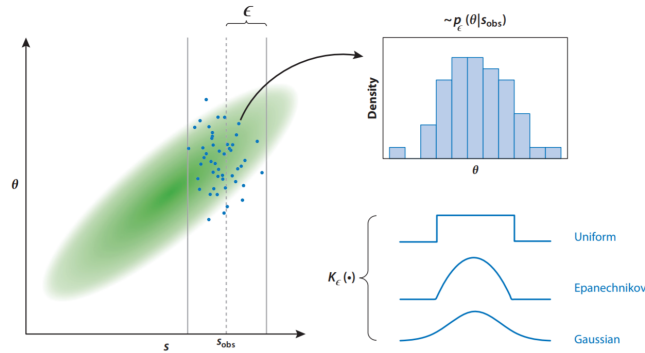 ϵ
θ
s
s_obs
~p_ϵ(θ|s_obs)
Density
θ
K_ϵ(•)
Uniform
Epanechnikov
Gaussian